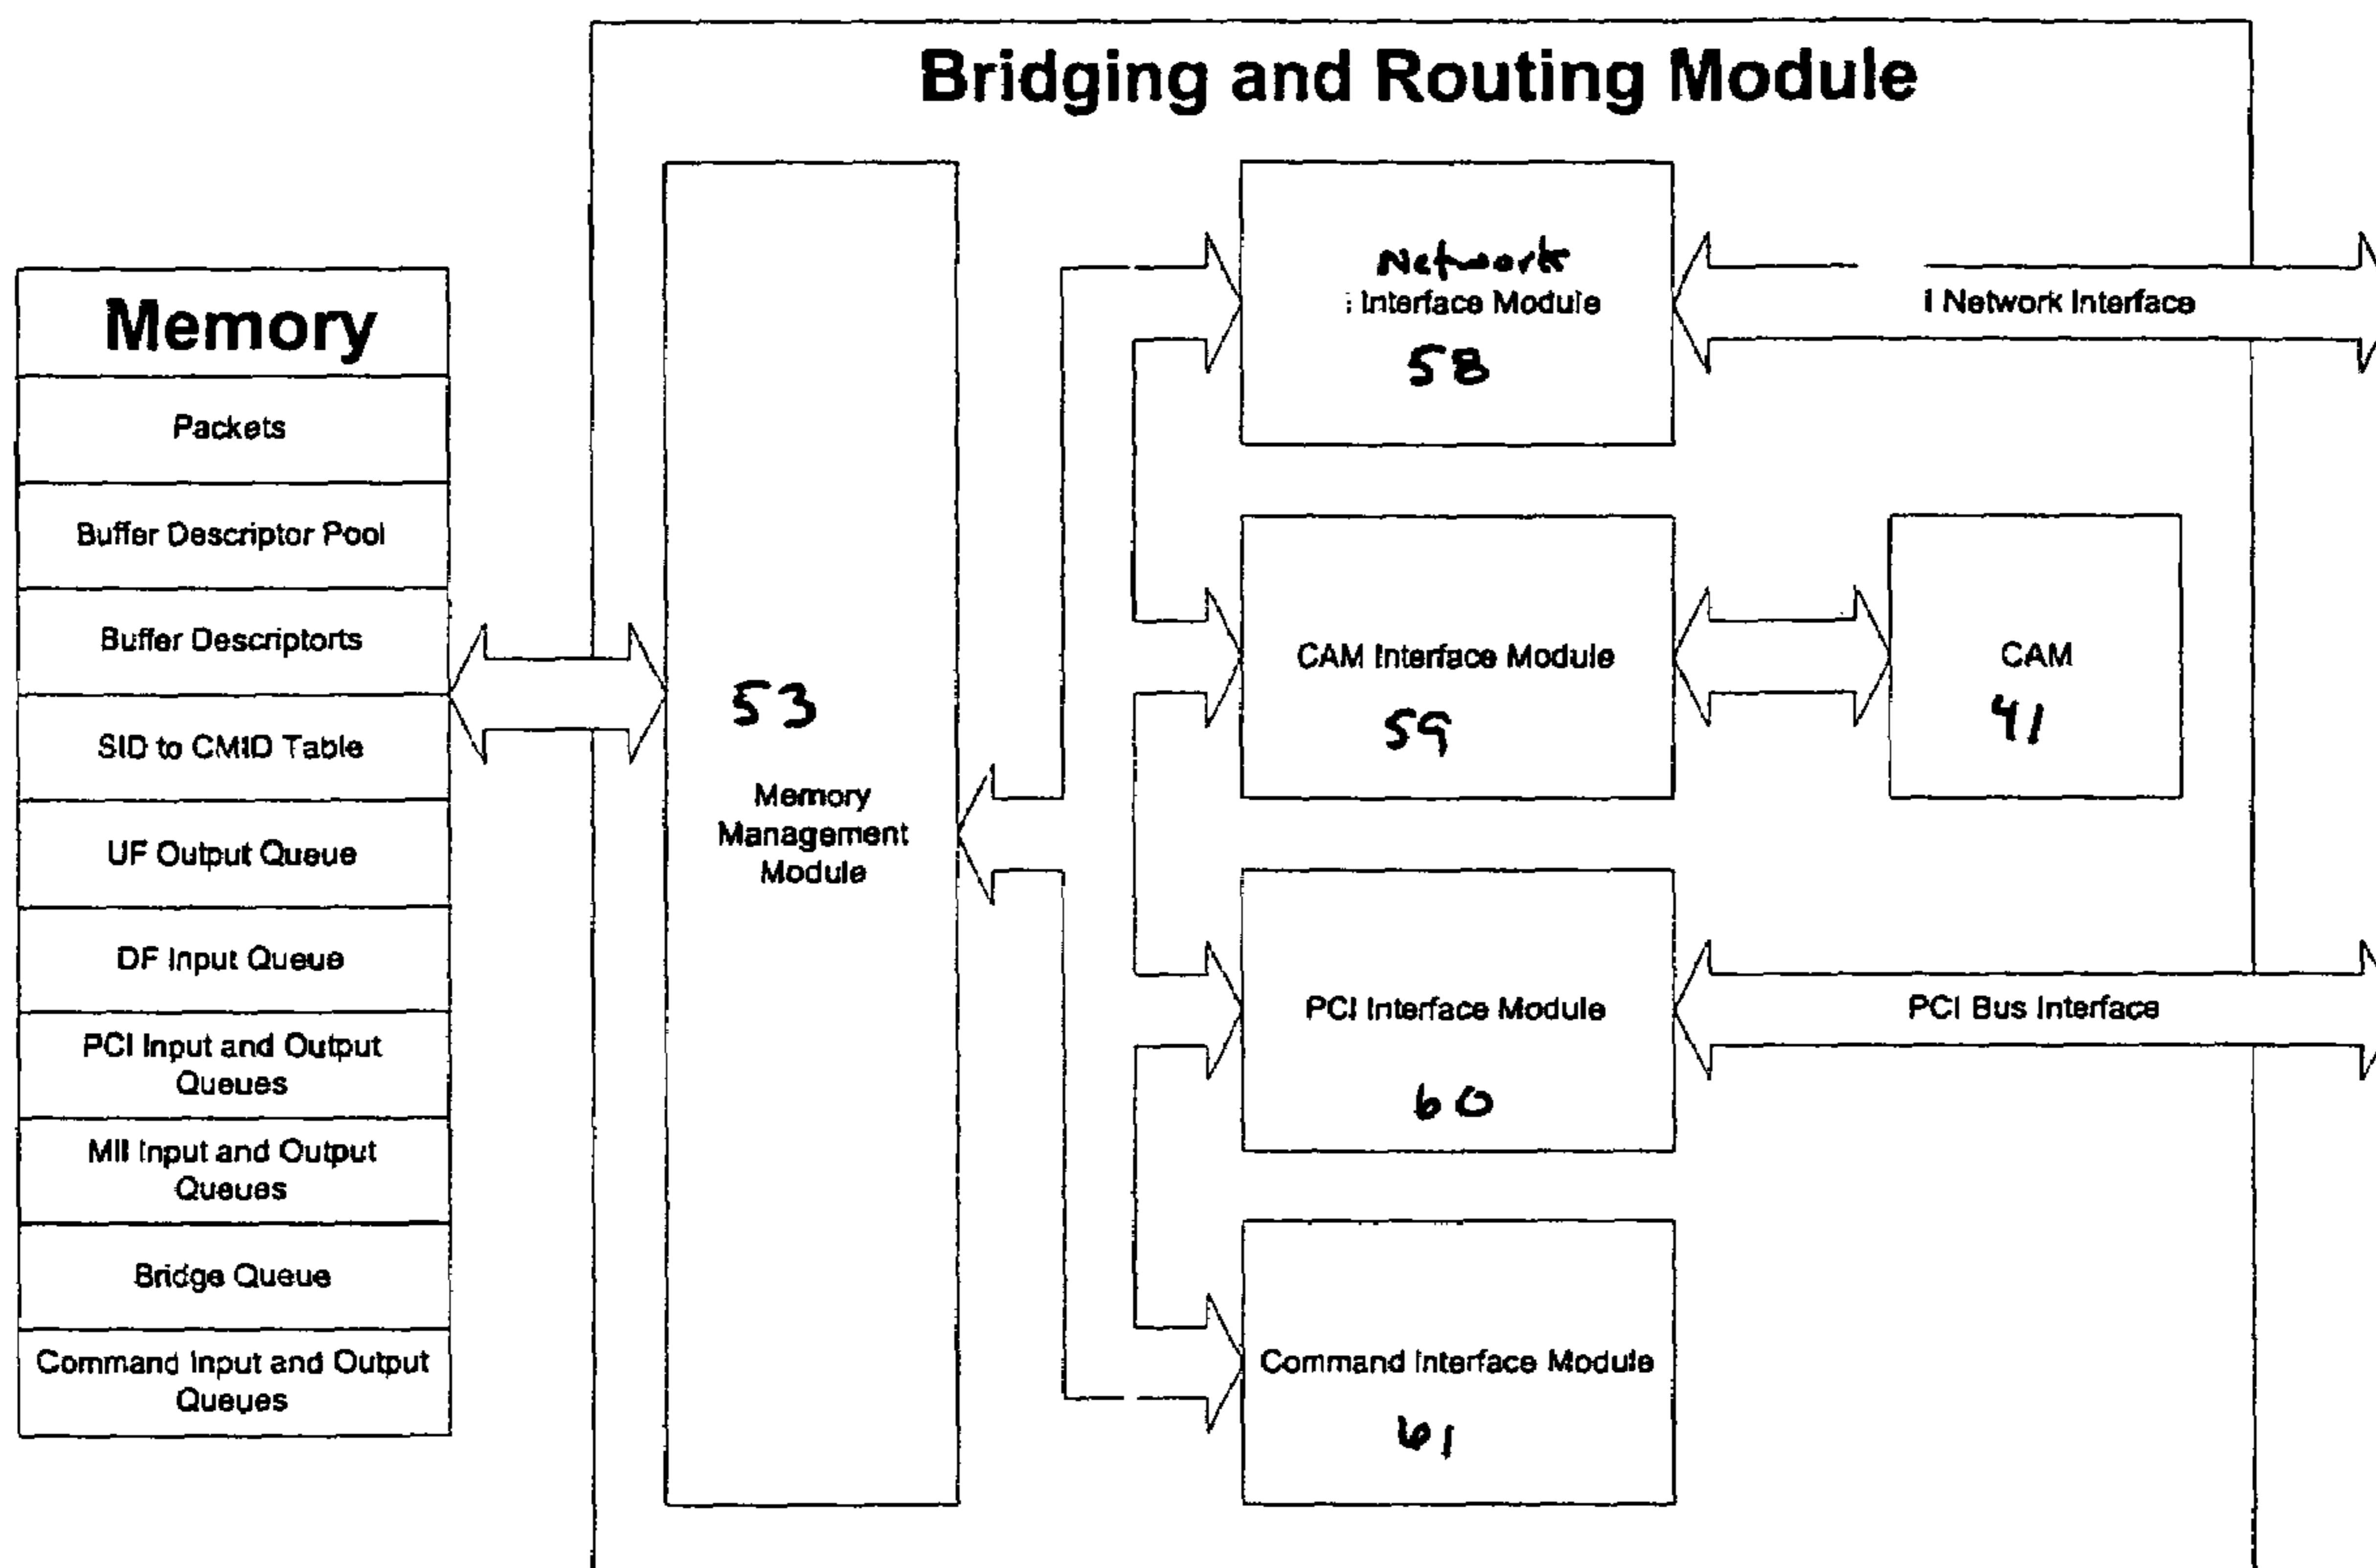 Bridging and Routing Module
Memory
Packets
Buffer Descriptor Pool
Buffer Descriptorts
SID to CMID Table
UF Output Queue
DF Input Queue
PCI Input and Output
Queues
MII Input and Output
Queues
Bridge Queue
Command Input and Output
Queues
53
Memory
Management
Module
Network
Interface Module
58
Network Interface
CAM Interface Module
59
CAM
41
PCI Interface Module
60
PCI Bus Interface
Command Interface Module
61